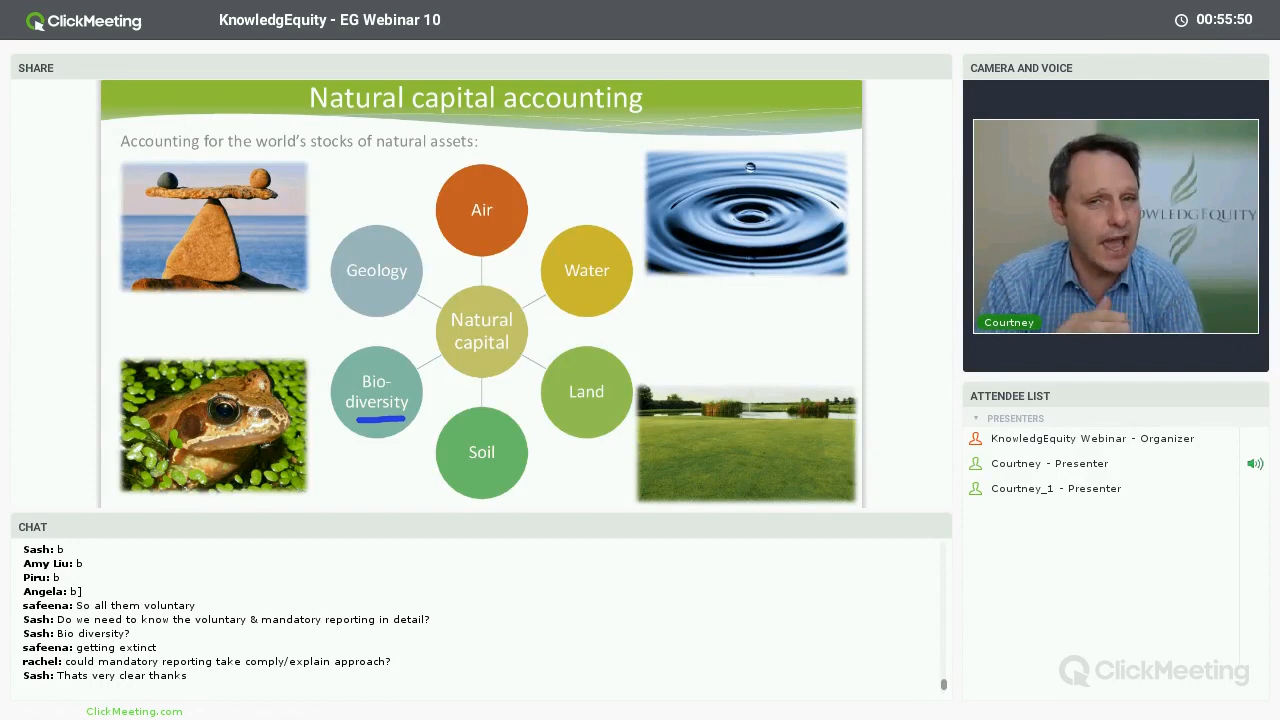 ClickMeeting
KnowledgEquity - EG Webinar 10
00:55:50
SHARE
Natural capital accounting
Accounting for the world's stocks of natural assets:
Air
Geology
Water
Natural
capital
Bio-
diversity
Land
Soil
CAMERA AND VOICE
OWLEDGEQUITY
Courtney
ATTENDEE LIST
PRESENTERS
KnowledgEquity Webinar - Organizer
Courtney - Presenter
Courtney_1 - Presenter
CHAT
Sash: b
Amy Liu: b
Piru: b
Angela: b]
safeena: So all them voluntary
Sash: Do we need to know the voluntary & mandatory reporting in detail?
Sash: Bio diversity?
safeena: getting extinct
rachel: could mandatory reporting take comply/explain approach?
Sash: Thats very clear thanks
ClickMeeting
ClickMeeting.com